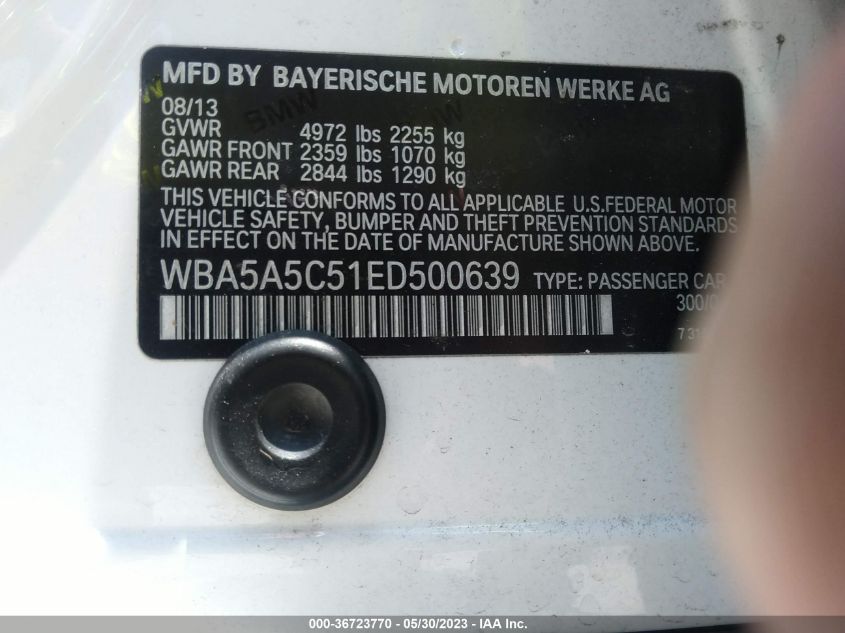 MFD BY BAYERISCHE MOTOREN WERKE AG
08/13
GVWR 4972 lbs 2255 kg
GAWR FRONT 2359 lbs 1070 kg
GAWR REAR 2844 lbs 1290 kg
THIS VEHICLE CONFORMS TO ALL APPLICABLE U.S.FEDERAL MOTOR
VEHICLE SAFETY, BUMPER AND THEFT PREVENTION STANDARDS
IN EFFECT ON THE DATE OF MANUFACTURE SHOWN ABOVE.
WBA5A5C51ED500639 TYPE: PASSENGER CAR
000-36723770 - 05/30/2023 - IAA Inc.